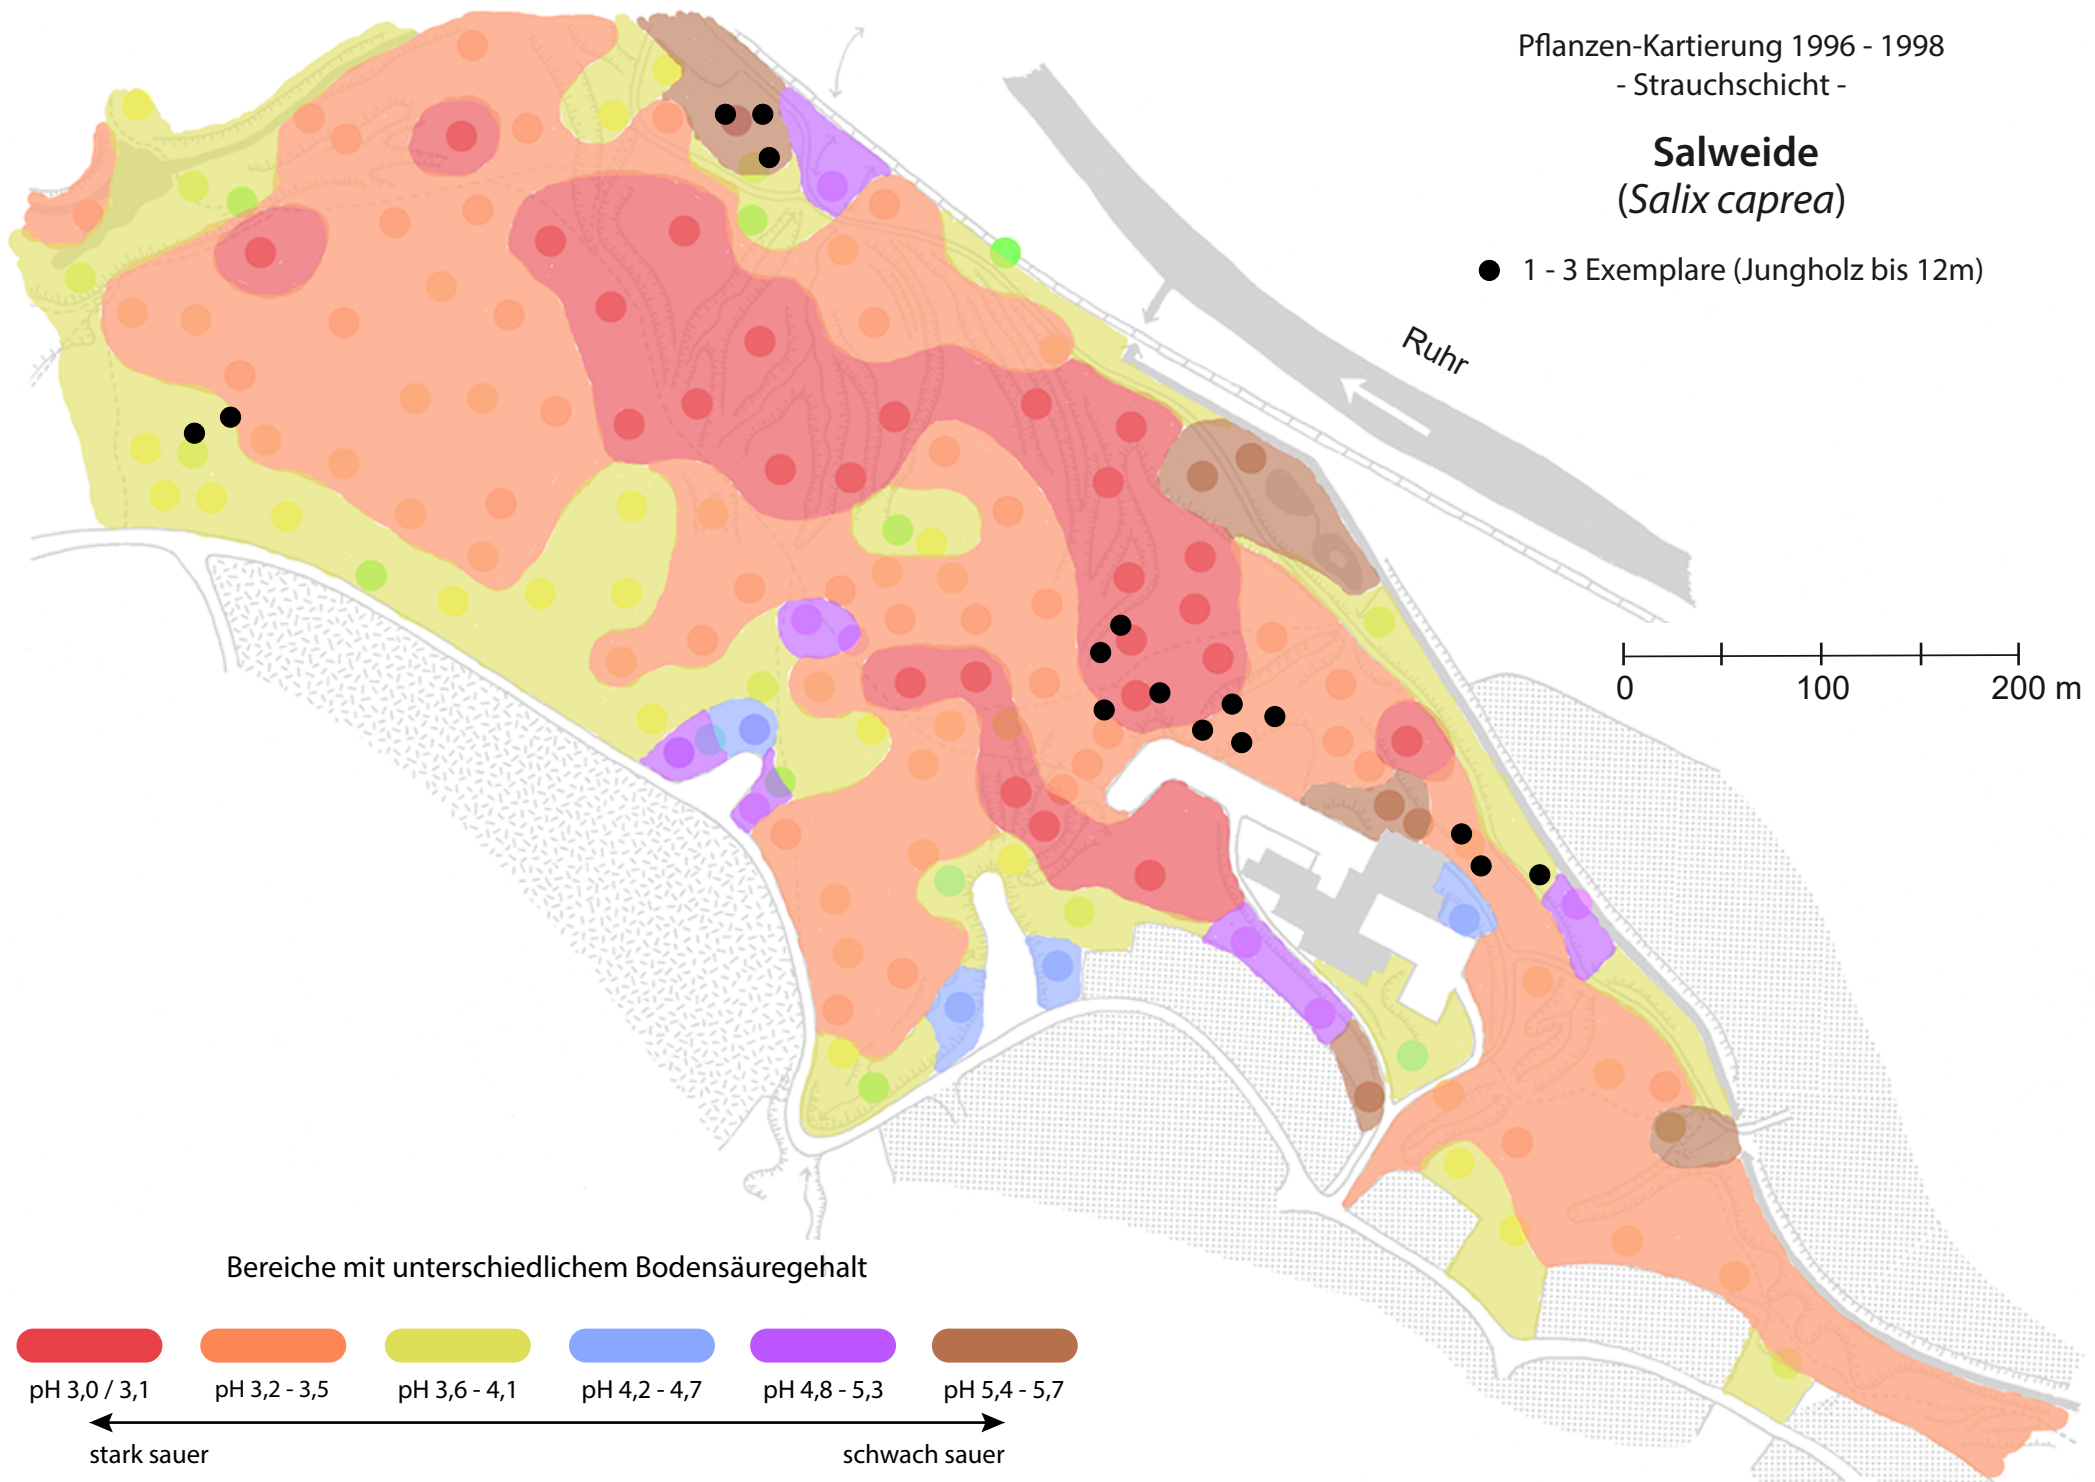 Pflanzen-Kartierung 1996 - 1998
- Strauchschicht -
Salweide
(Salix caprea)
1 - 3 Exemplare (Jungholz bis 12m)
Ruhr
0 100 200 m
Bereiche mit unterschiedlichem Bodensäuregehalt
pH 3,0 / 3,1 pH 3,2 - 3,5 pH 3,6 - 4,1 pH 4,2 - 4,7 pH 4,8 - 5,3 pH 5,4 - 5,7
stark sauer schwach sauer